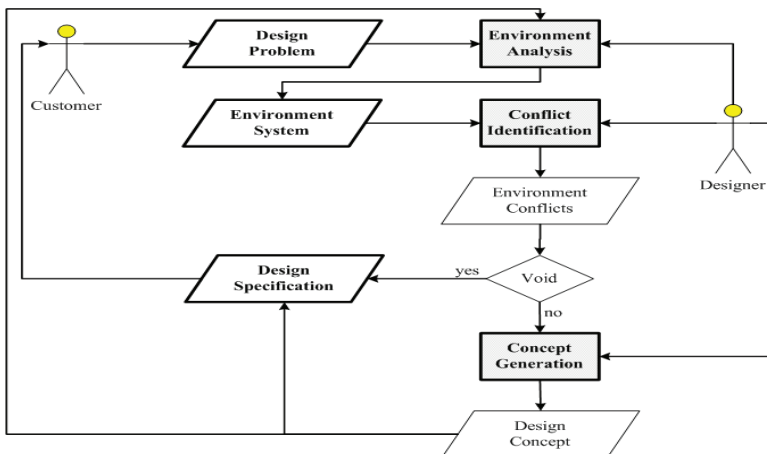 Design
Problem
Environment
Analysis
Customer
Environment
System
Conflict
Identification
Designer
Environment
Conflicts
Design
Specification
yes
Void
no
Concept
Generation
Design
Concept